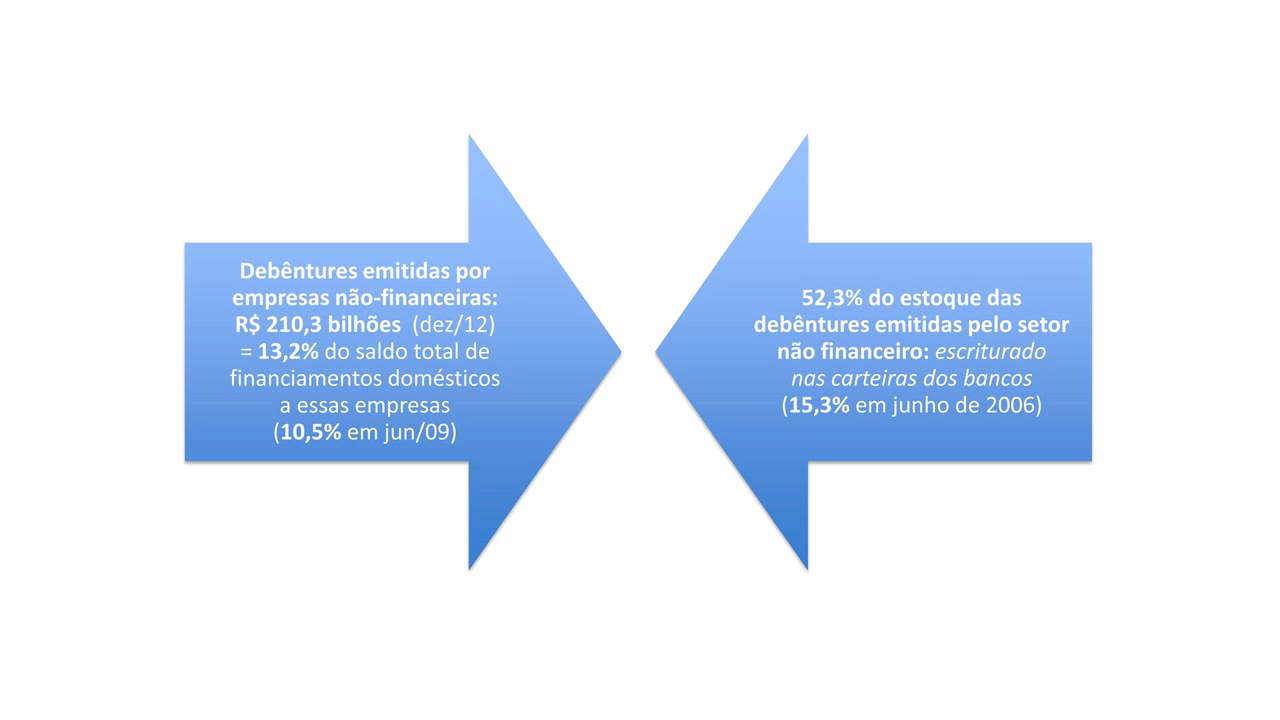 Debêntures emitidas por
empresas não-financeiras:
R$ 210,3 bilhões (dez/12)
= 13,2% do saldo total de
financiamentos domésticos
a essas empresas
(10,5% em jun/09)
52,3% do estoque das
debêntures emitidas pelo setor
não financeiro: escriturado
nas carteiras dos bancos
(15,3% em junho de 2006)